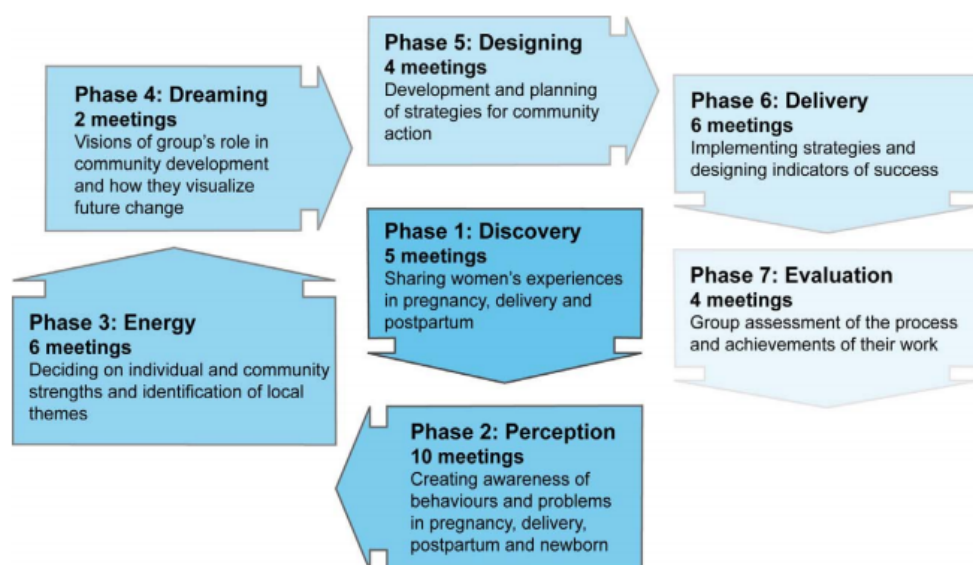 Phase 5: Designing
4 meetings
Development and planning
of strategies for community
action
Phase 4: Dreaming
2 meetings
Visions of group's role in
community development
and how they visualize
future change
Phase 6: Delivery
6 meetings
Implementing strategies and
designing indicators of success
Phase 1: Discovery
5 meetings
Sharing women's experiences
in pregnancy, delivery and
postpartum
Phase 7: Evaluation
4 meetings
Group assessment of the process
and achievements of their work
Phase 3: Energy
6 meetings
Deciding on individual and community
strengths and identification of local
themes
Phase 2: Perception
10 meetings
Creating awareness of
behaviours and problems
in pregnancy, delivery,
postpartum and newborn